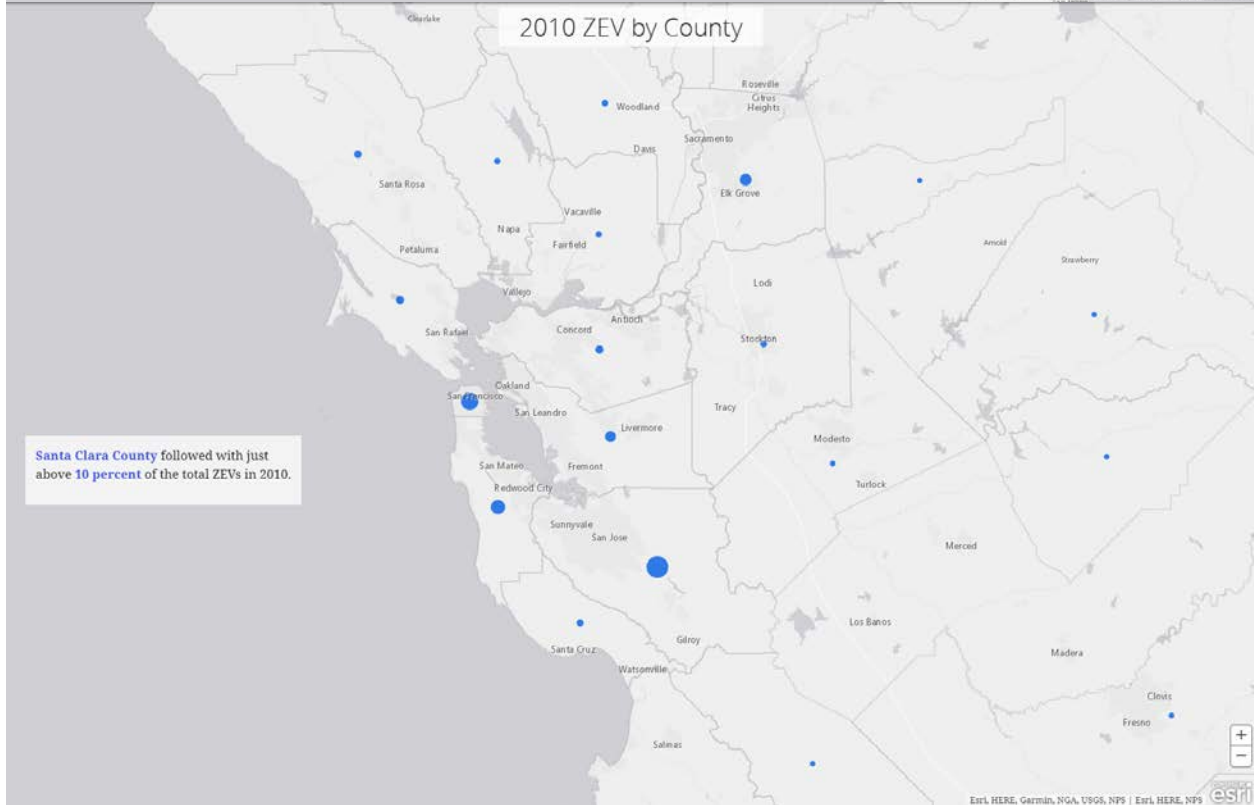 2010 ZEV by County
Clearlake
Roseville
Citrus
Heights
Woodland
Sacramento
Davis
Santa Rosa
Elk Grove
Vacaville
Napa
Fairfield
Petaluma
Arnold
Strawberry
Lodi
Vallejo
Antioch
Concord
San Rafael
Stockton
Oakland
San Francisco
San Leandro
Tracy
Livermore
Modesto
Santa Clara County followed with just
above 10 percent of the total ZEVs in 2010.
San Mateo
Fremont
Redwood City
Turlock
Sunnyvale
San Jose
Merced
Los Banos
Gilroy
Santa Cruz
Madera
Watsonville
Clovis
Fresno
Salinas
+
−
Esri, HERE, Garmin, NGA, USGS, NPS | Esri, HERE, NPS
esri